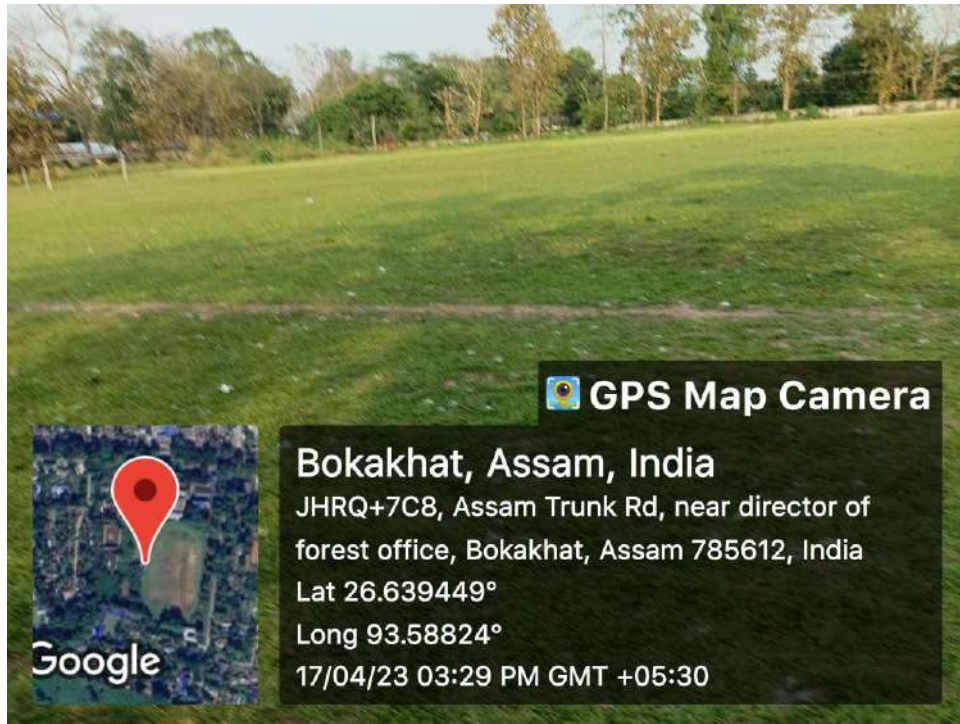 GPS Map Camera
Bokakhat, Assam, India
JHRQ+7C8, Assam Trunk Rd, near director of
forest office, Bokakhat, Assam 785612, India
Lat 26.639449°
Long 93.58824°
17/04/23 03:29 PM GMT +05:30
Google